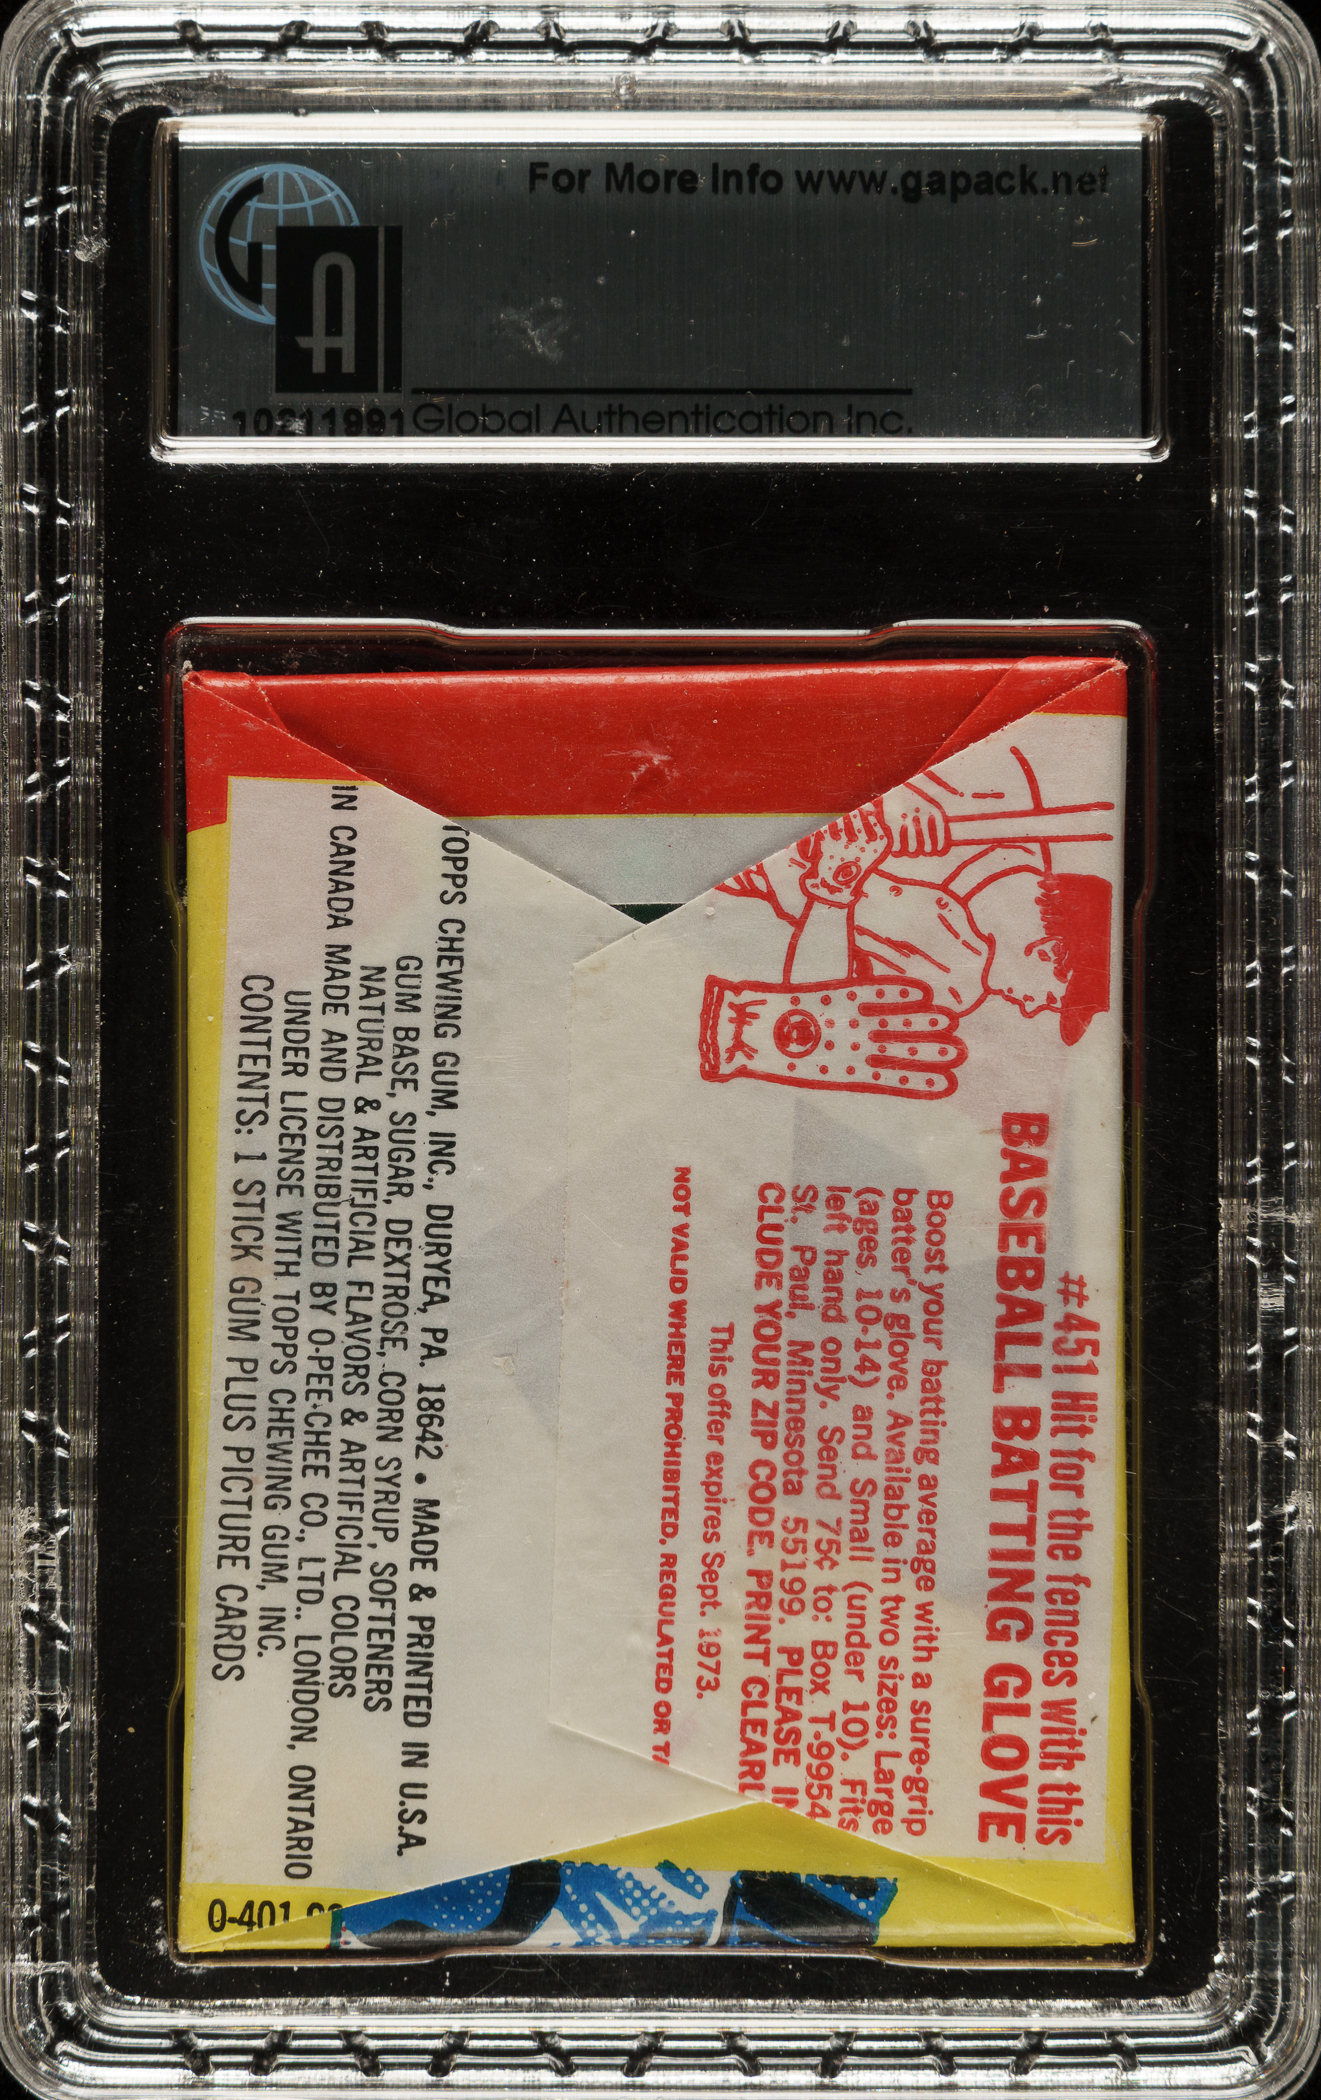 For More Info www.gapack.net
A
10211991 Global Authentication Inc.
#451 Hit for the fences with this
BASEBALL BATTING GLOVE
Boost your batting average with a sure-grip
batter's glove. Available in two sizes: Large
(ages 10-14) and Small (under 10). Fits
left hand only. Send 75¢ to: Box T-9954
St. Paul, Minnesota 55199. PLEASE IN
CLUDE YOUR ZIP CODE. PRINT CLEARL
This offer expires Sept. 1973.
NOT VALID WHERE PROHIBITED, REGULATED OR TA
TOPPS CHEWING GUM, INC., DURYEA, PA. 18642 • MADE & PRINTED IN U.S.A.
GUM BASE, SUGAR, DEXTROSE, CORN SYRUP, SOFTENERS
NATURAL & ARTIFICIAL FLAVORS & ARTIFICIAL COLORS
IN CANADA MADE AND DISTRIBUTED BY O-PEE-CHEE CO., LTD., LONDON, ONTARIO
UNDER LICENSE WITH TOPPS CHEWING GUM, INC.
CONTENTS: 1 STICK GUM PLUS PICTURE CARDS
0-401